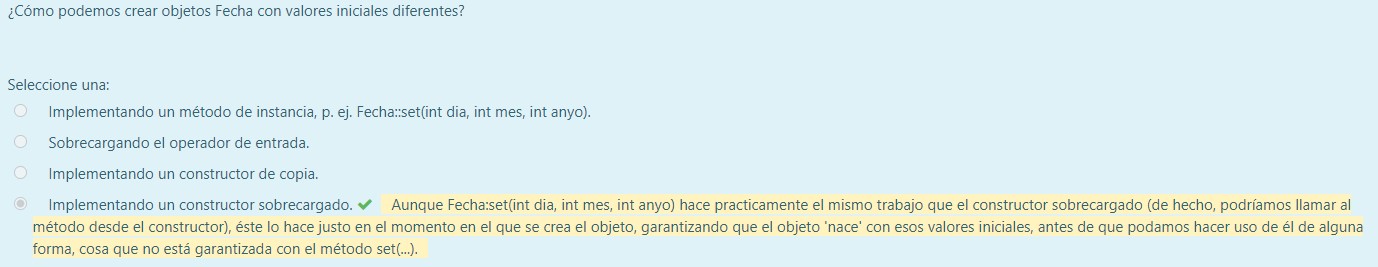 ¿Cómo podemos crear objetos Fecha con valores iniciales diferentes?
Seleccione una:
Implementando un método de instancia, p. ej. Fecha::set(int dia, int mes, int anyo).
Sobrecargando el operador de entrada.
Implementando un constructor de copia.
Implementando un constructor sobrecargado. ✔ Aunque Fecha:set(int dia, int mes, int anyo) hace practicamente el mismo trabajo que el constructor sobrecargado (de hecho, podríamos llamar al
método desde el constructor), éste lo hace justo en el momento en el que se crea el objeto, garantizando que el objeto 'nace' con esos valores iniciales, antes de que podamos hacer uso de él de alguna
forma, cosa que no está garantizada con el método set(...).